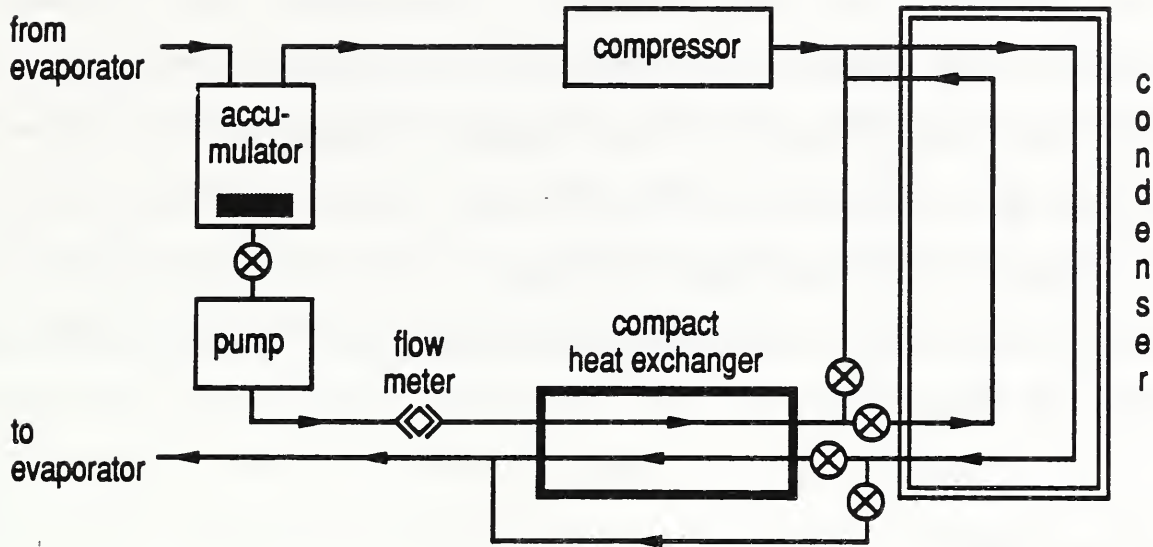 from
evaporator
compressor
accu-
mulator
c
o
n
d
e
n
s
e
r
pump
flow
meter
compact
heat exchanger
to
evaporator